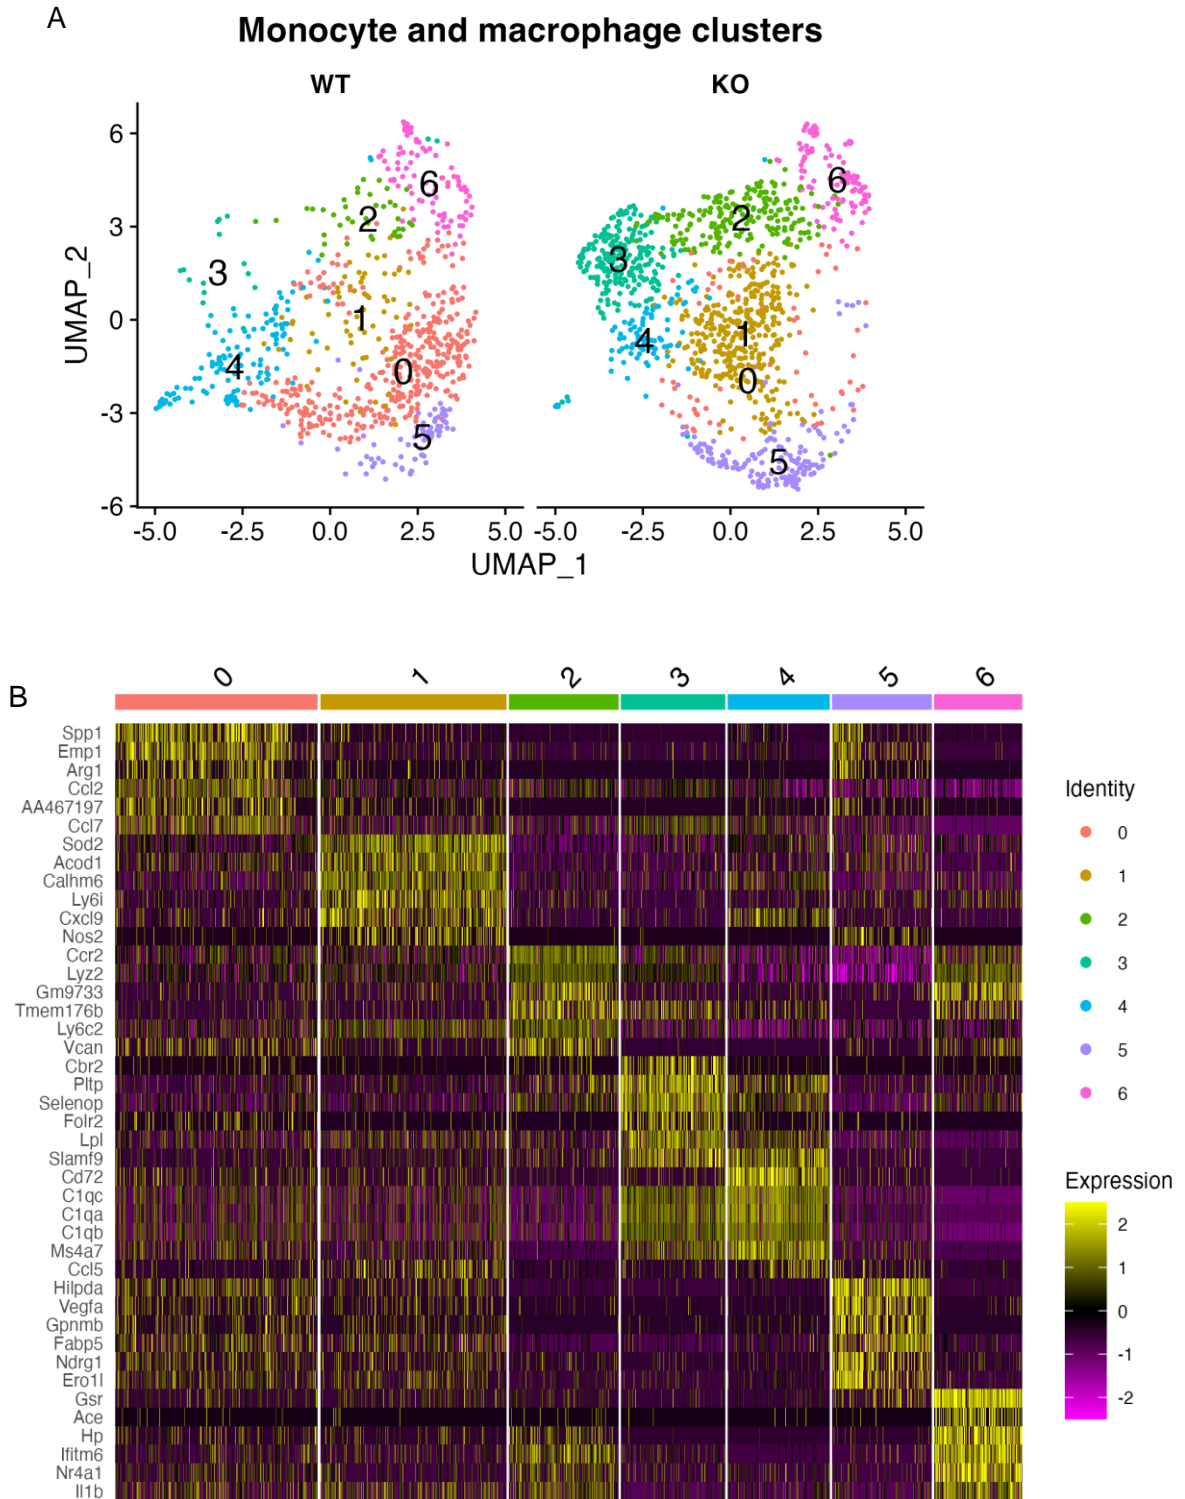 A
Monocyte and macrophage clusters
WT
KO
UMAP_2
6
3
0
-3
-6
6
2
3
1
4
0
5
6
2
3
1
4
0
5
-5.0 -2.5 0.0 2.5 5.0
-5.0 -2.5 0.0 2.5 5.0
UMAP_1
B
0 1 2 3 4 5 6
Spp1
Emp1
Arg1
Ccl2
AA467197
Ccl7
Sod2
Acod1
Calhm6
Ly6i
Cxcl9
Nos2
Ccr2
Lyz2
Gm9733
Tmem176b
Ly6c2
Vcan
Cbr2
Pltp
Selenop
Folr2
Lpl
Slamf9
Cd72
C1qc
C1qa
C1qb
Ms4a7
Ccl5
Hilpda
Vegfa
Gpnmb
Fabp5
Ndrg1
Ero1l
Gsr
Ace
Hp
Ifitm6
Nr4a1
Il1b
Identity
0
1
2
3
4
5
6
Expression
2
1
0
-1
-2